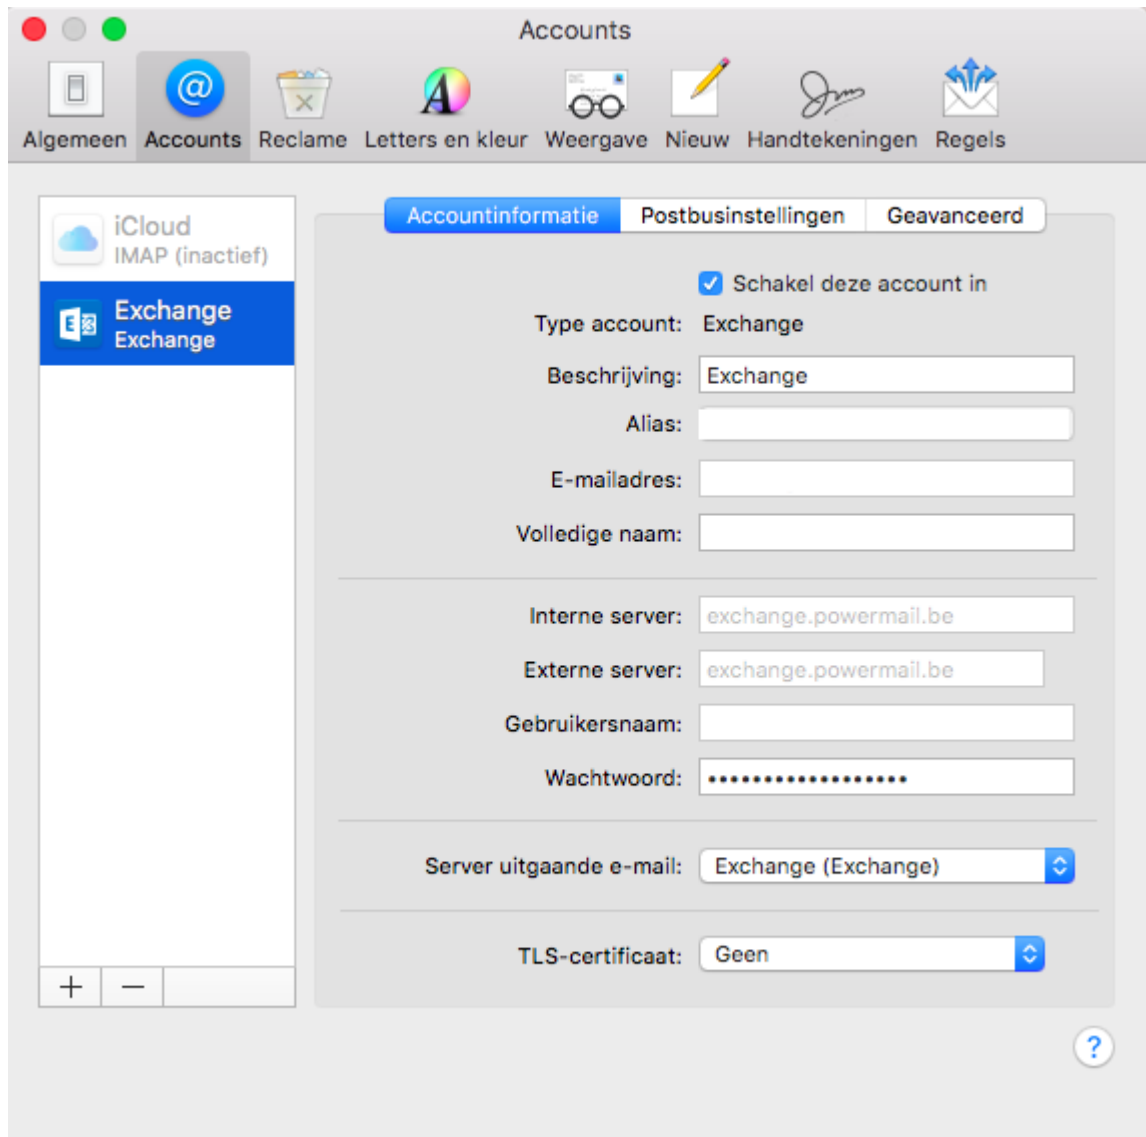 Accounts
Algemeen Accounts Reclame Letters en kleur Weergave Nieuw Handtekeningen Regels
iCloud
IMAP (inactief)
Exchange
Exchange
Accountinformatie Postbusinstellingen Geavanceerd
Schakel deze account in
Type account: Exchange
Beschrijving: Exchange
Alias:
E-mailadres:
Volledige naam:
Interne server: exchange.powermail.be
Externe server: exchange.powermail.be
Gebruikersnaam:
Wachtwoord: ••••••••••••••••••
Server uitgaande e-mail: Exchange (Exchange)
TLS-certificaat: Geen
+ −
?